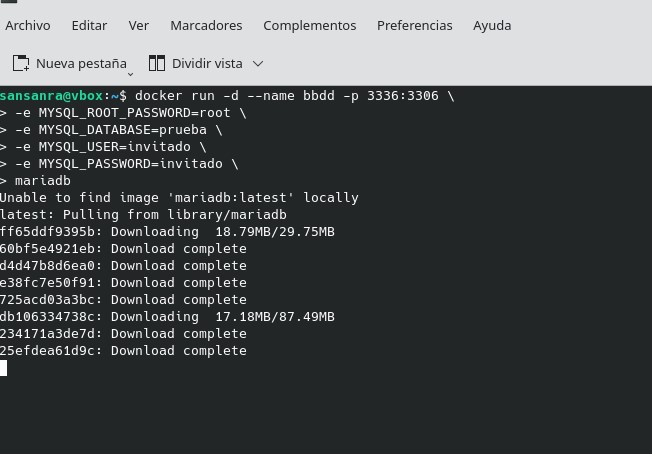 Archivo Editar Ver Marcadores Complementos Preferencias Ayuda
Nueva pestaña Dividir vista
sansanra@vbox:~$ docker run -d --name bbdd -p 3336:3306 \
> -e MYSQL_ROOT_PASSWORD=root \
> -e MYSQL_DATABASE=prueba \
> -e MYSQL_USER=invitado \
> -e MYSQL_PASSWORD=invitado \
> mariadb
Unable to find image 'mariadb:latest' locally
latest: Pulling from library/mariadb
ff65ddf9395b: Downloading  18.79MB/29.75MB
60bf5e4921eb: Download complete
d4d47b8d6ea0: Download complete
e38fc7e50f91: Download complete
725acd03a3bc: Download complete
db106334738c: Downloading  17.18MB/87.49MB
234171a3de7d: Download complete
25efdea61d9c: Download complete